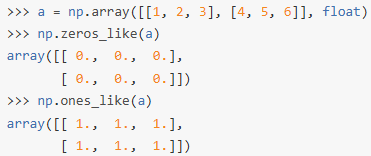 >>> a = np.array([[1, 2, 3], [4, 5, 6]], float)
>>> np.zeros_like(a)
array([[ 0.,  0.,  0.],
       [ 0.,  0.,  0.]])
>>> np.ones_like(a)
array([[ 1.,  1.,  1.],
       [ 1.,  1.,  1.]])